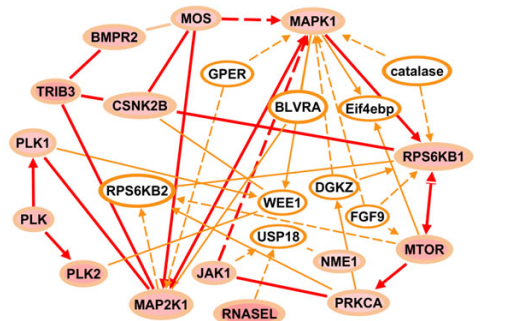 MOS
MAPK1
BMPR2
GPER
catalase
TRIB3
CSNK2B
BLVRA
Eif4ebp
PLK1
RPS6KB1
RPS6KB2
DGKZ
WEE1
FGF9
PLK
USP18
MTOR
PLK2
JAK1
NME1
MAP2K1
PRKCA
RNASEL